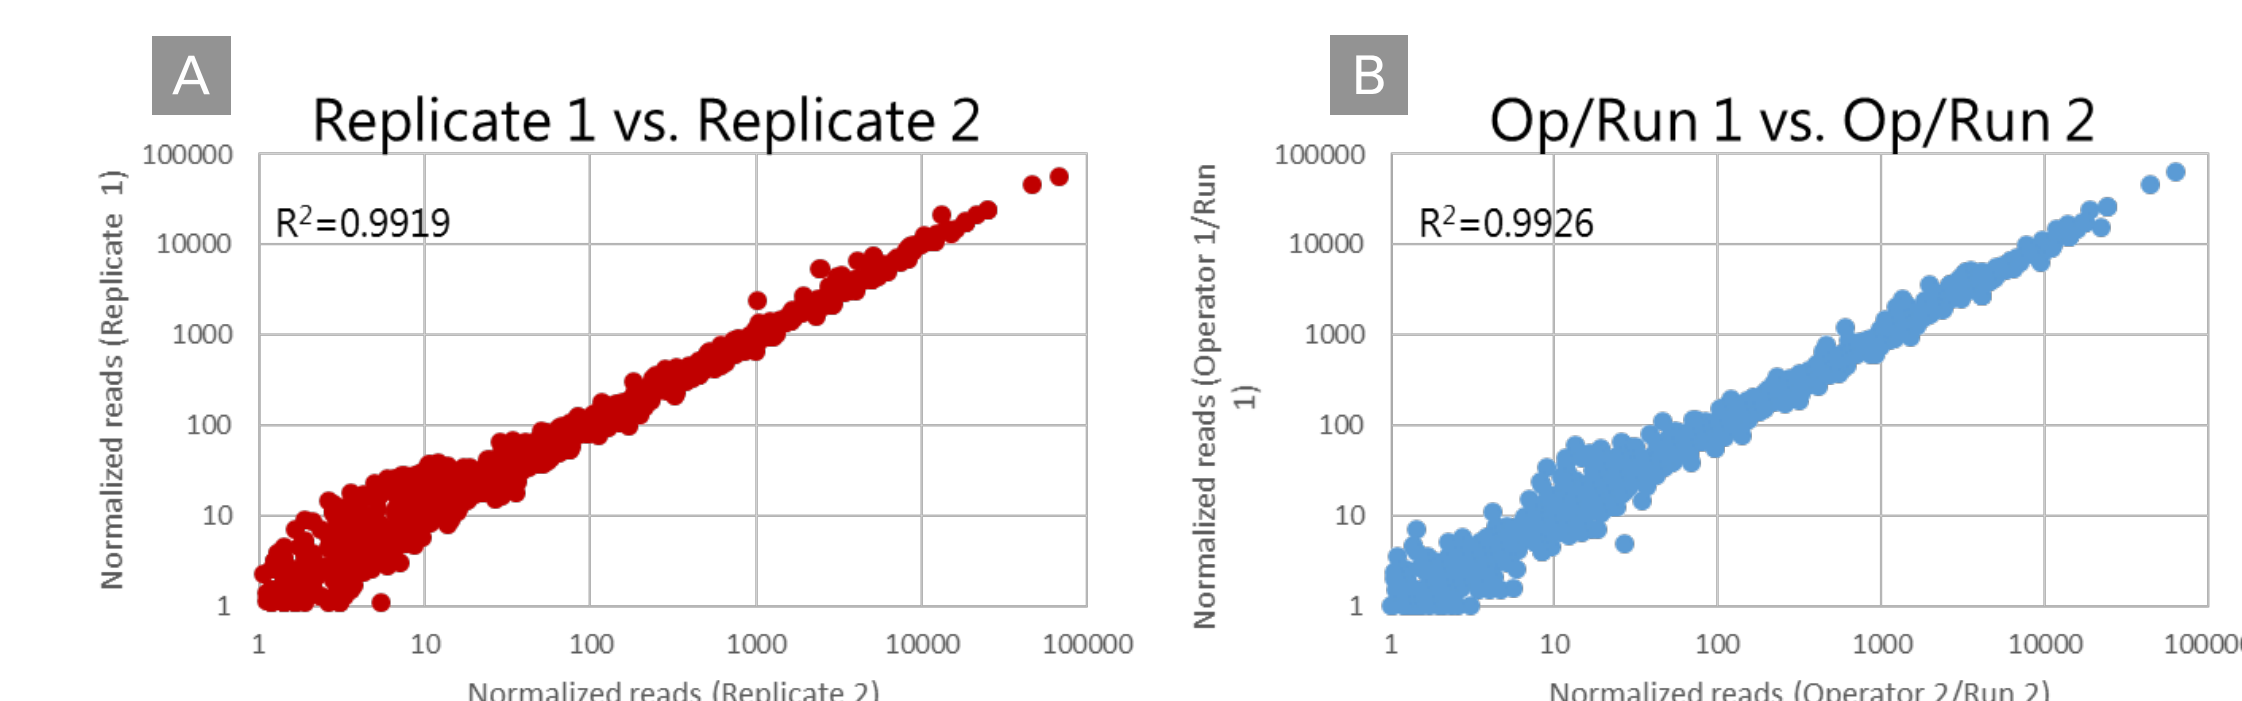 A
Replicate 1 vs. Replicate 2
R²=0.9919
Normalized reads (Replicate 1)
100000
10000
1000
100
10
1
1 10 100 1000 10000 100000
Normalized reads (Replicate 2)
B
Op/Run 1 vs. Op/Run 2
R²=0.9926
Normalized reads (Operator 1/Run
1)
100000
10000
1000
100
10
1
1 10 100 1000 10000 100000
Normalized reads (Operator 2/Run 2)